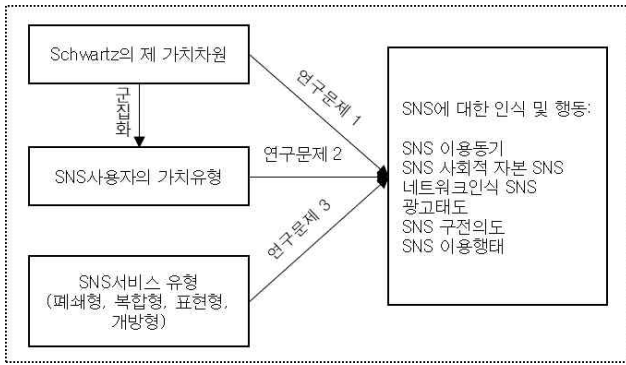 Schwartz의 제 가치차원
군집화
SNS사용자의 가치유형
SNS서비스 유형
(폐쇄형, 복합형, 표현형,
개방형)
연구문제 1
연구문제 2
연구문제 3
SNS에 대한 인식 및 행동:
SNS 이용동기
SNS 사회적 자본 SNS
네트워크인식 SNS
광고태도
SNS 구전의도
SNS 이용행태